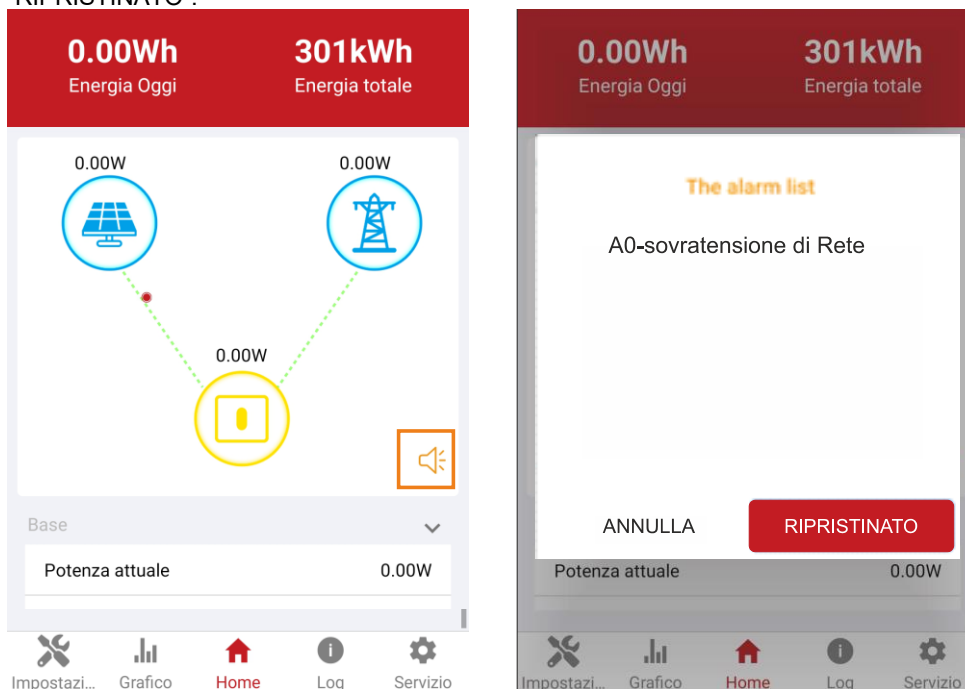 "RIPRISTINATO".
0.00Wh
Energia Oggi
301kWh
Energia totale
0.00W
0.00W
0.00W
Base
Potenza attuale
0.00W
Impostazi...
Grafico
Home
Log
Servizio
0.00Wh
Energia Oggi
301kWh
Energia totale
The alarm list
A0-sovratensione di Rete
ANNULLA
RIPRISTINATO
Potenza attuale
0.00W
Impostazi...
Grafico
Home
Log
Servizio